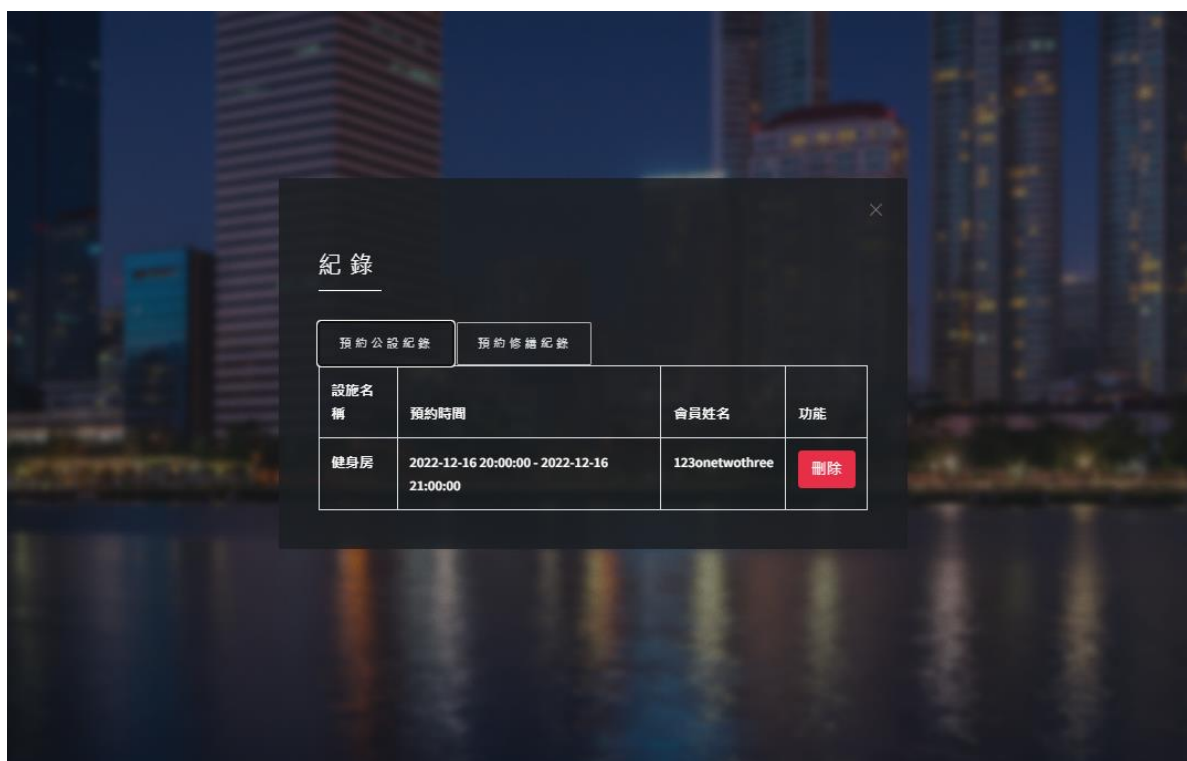 紀錄
預約公設紀錄
預約修繕紀錄
設施名
稱
預約時間
會員姓名
功能
健身房
2022-12-16 20:00:00 - 2022-12-16
21:00:00
123onetwothree
刪除